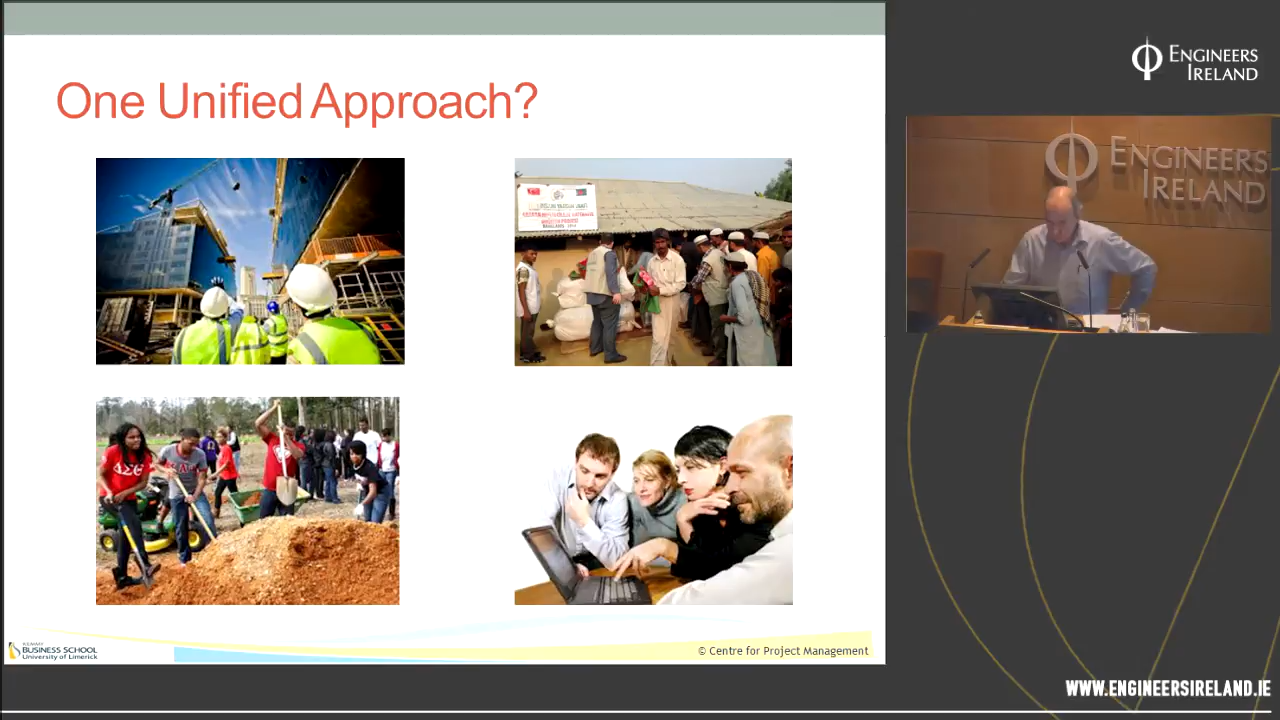 One Unified Approach?
ΔΣΘ
KEMMY
BUSINESS SCHOOL
University of Limerick
© Centre for Project Management
ENGINEERS
IRELAND
ENGINEERS
IRELAND
WWW.ENGINEERSIRELAND.IE